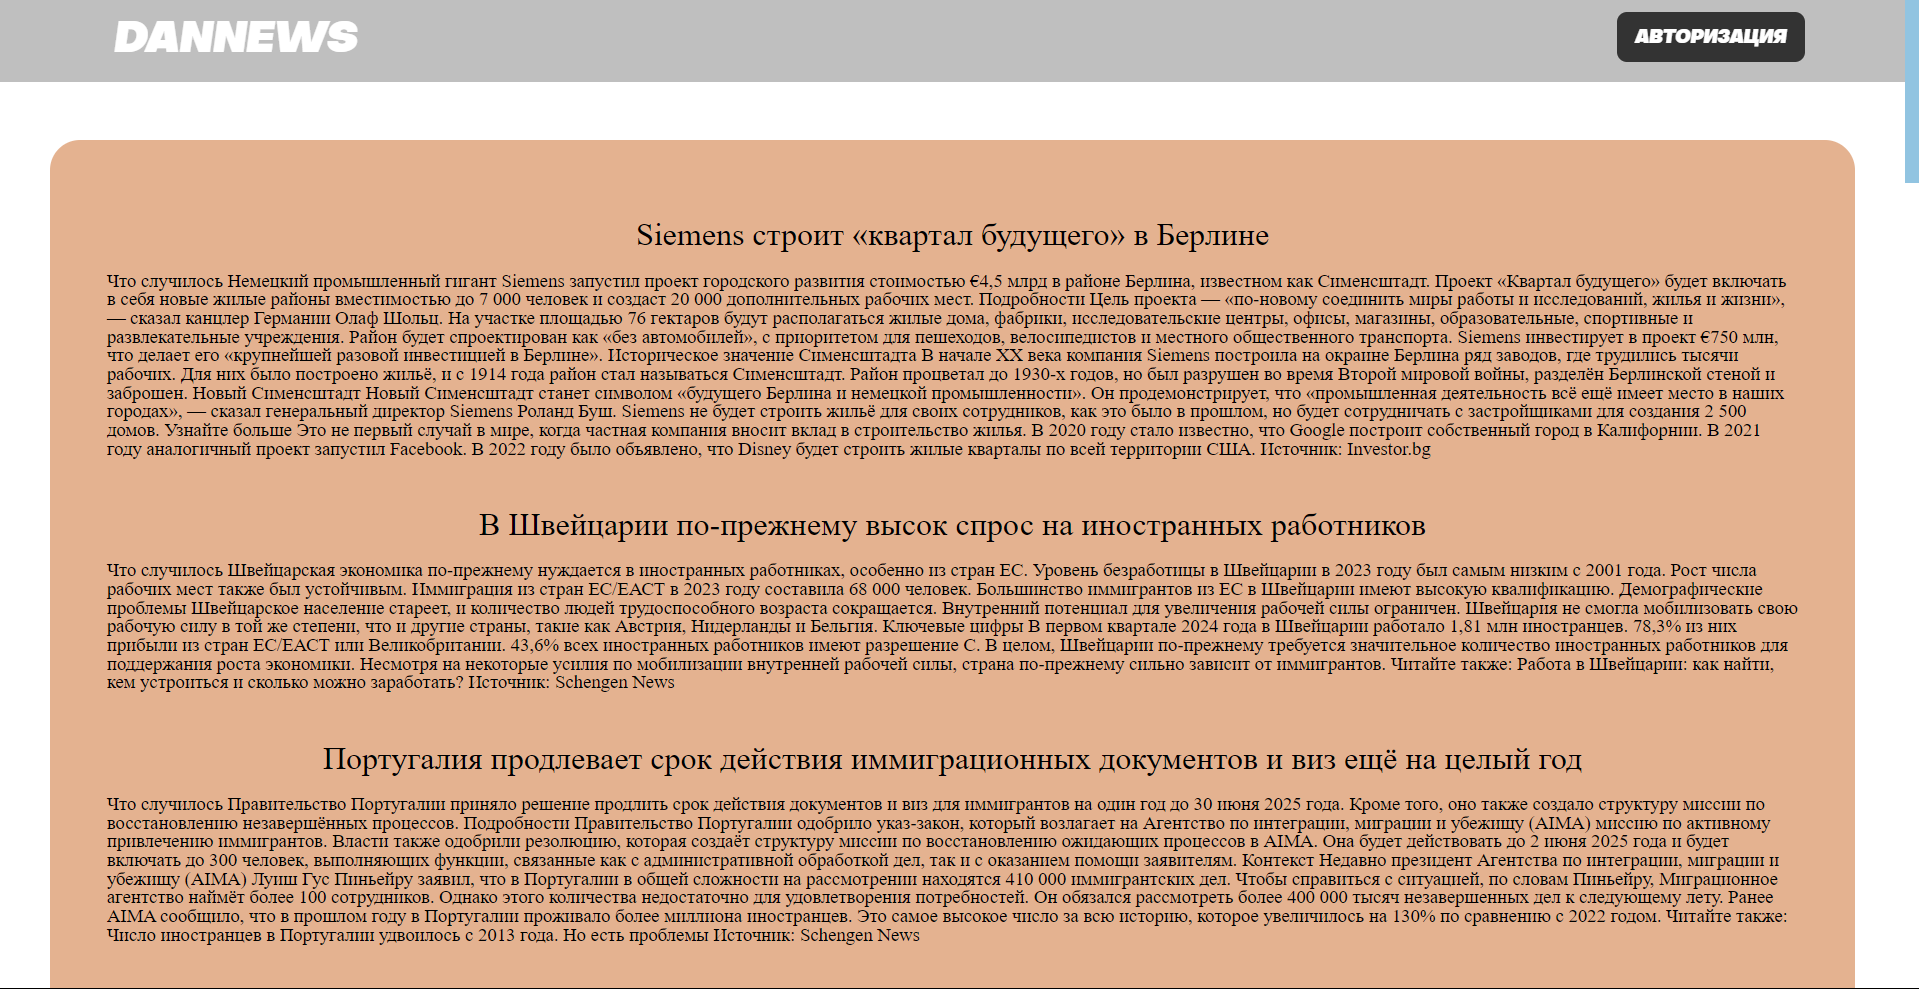 DANNEWS
АВТОРИЗАЦИЯ
Siemens строит «квартал будущего» в Берлине
Что случилось Немецкий промышленный гигант Siemens запустил проект городского развития стоимостью €4,5 млрд в районе Берлина, известном как Сименсштадт. Проект «Квартал будущего» будет включать
в себя новые жилые районы вместимостью до 7 000 человек и создаст 20 000 дополнительных рабочих мест. Подробности Цель проекта — «по-новому соединить миры работы и исследований, жилья и жизни»,
— сказал канцлер Германии Олаф Шольц. На участке площадью 76 гектаров будут располагаться жилые дома, фабрики, исследовательские центры, офисы, магазины, образовательные, спортивные и
развлекательные учреждения. Район будет спроектирован как «без автомобилей», с приоритетом для пешеходов, велосипедистов и местного общественного транспорта. Siemens инвестирует в проект €750 млн,
что делает его «крупнейшей разовой инвестицией в Берлине». Историческое значение Сименсштадта В начале XX века компания Siemens построила на окраине Берлина ряд заводов, где трудились тысячи
рабочих. Для них было построено жильё, и с 1914 года район стал называться Сименсштадт. Район процветал до 1930-х годов, но был разрушен во время Второй мировой войны, разделён Берлинской стеной и
заброшен. Новый Сименсштадт Новый Сименсштадт станет символом «будущего Берлина и немецкой промышленности». Он продемонстрирует, что «промышленная деятельность всё ещё имеет место в наших
городах», — сказал генеральный директор Siemens Роланд Буш. Siemens не будет строить жильё для своих сотрудников, как это было в прошлом, но будет сотрудничать с застройщиками для создания 2 500
домов. Узнайте больше Это не первый случай в мире, когда частная компания вносит вклад в строительство жилья. В 2020 году стало известно, что Google построит собственный город в Калифорнии. В 2021
году аналогичный проект запустил Facebook. В 2022 году было объявлено, что Disney будет строить жилые кварталы по всей территории США. Источник: Investor.bg
В Швейцарии по-прежнему высок спрос на иностранных работников
Что случилось Швейцарская экономика по-прежнему нуждается в иностранных работниках, особенно из стран ЕС. Уровень безработицы в Швейцарии в 2023 году был самым низким с 2001 года. Рост числа
рабочих мест также был устойчивым. Иммиграция из стран ЕС/ЕАСТ в 2023 году составила 68 000 человек. Большинство иммигрантов из ЕС в Швейцарии имеют высокую квалификацию. Демографические
проблемы Швейцарское население стареет, и количество людей трудоспособного возраста сокращается. Внутренний потенциал для увеличения рабочей силы ограничен. Швейцария не смогла мобилизовать свою
рабочую силу в той же степени, что и другие страны, такие как Австрия, Нидерланды и Бельгия. Ключевые цифры В первом квартале 2024 года в Швейцарии работало 1,81 млн иностранцев. 78,3% из них
прибыли из стран ЕС/ЕАСТ или Великобритании. 43,6% всех иностранных работников имеют разрешение C. В целом, Швейцарии по-прежнему требуется значительное количество иностранных работников для
поддержания роста экономики. Несмотря на некоторые усилия по мобилизации внутренней рабочей силы, страна по-прежнему сильно зависит от иммигрантов. Читайте также: Работа в Швейцарии: как найти,
кем устроиться и сколько можно заработать? Источник: Schengen News
Португалия продлевает срок действия иммиграционных документов и виз ещё на целый год
Что случилось Правительство Португалии приняло решение продлить срок действия документов и виз для иммигрантов на один год до 30 июня 2025 года. Кроме того, оно также создало структуру миссии по
восстановлению незавершённых процессов. Подробности Правительство Португалии одобрило указ-закон, который возлагает на Агентство по интеграции, миграции и убежищу (AIMA) миссию по активному
привлечению иммигрантов. Власти также одобрили резолюцию, которая создаёт структуру миссии по восстановлению ожидающих процессов в AIMA. Она будет действовать до 2 июня 2025 года и будет
включать до 300 человек, выполняющих функции, связанные как с административной обработкой дел, так и с оказанием помощи заявителям. Контекст Недавно президент Агентства по интеграции, миграции и
убежищу (AIMA) Луиш Гус Пиньейру заявил, что в Португалии в общей сложности на рассмотрении находятся 410 000 иммигрантских дел. Чтобы справиться с ситуацией, по словам Пиньейру, Миграционное
агентство наймёт более 100 сотрудников. Однако этого количества недостаточно для удовлетворения потребностей. Он обязался рассмотреть более 400 000 тысяч незавершенных дел к следующему лету. Ранее
AIMA сообщило, что в прошлом году в Португалии проживало более миллиона иностранцев. Это самое высокое число за всю историю, которое увеличилось на 130% по сравнению с 2022 годом. Читайте также:
Число иностранцев в Португалии удвоилось с 2013 года. Но есть проблемы Источник: Schengen News